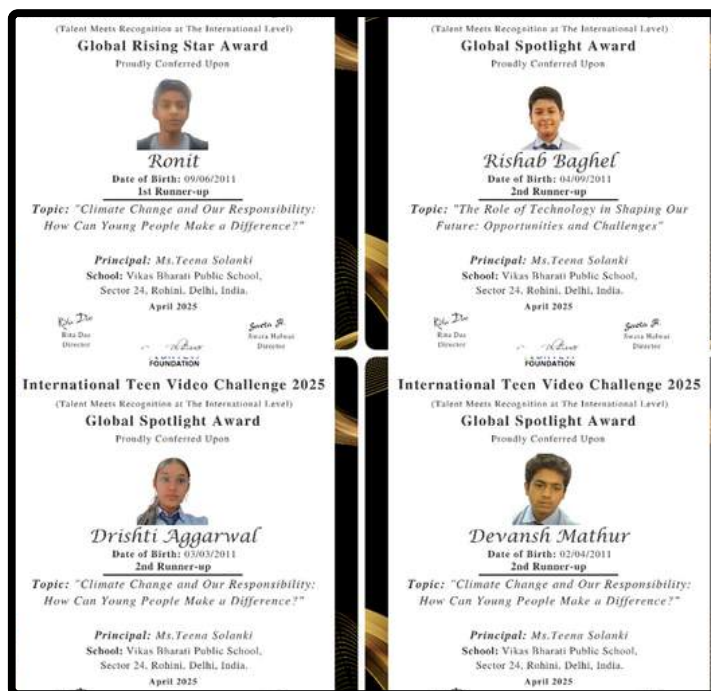 (Talent Meets Recognition at The International Level)
Global Rising Star Award
Proudly Conferred Upon
Ronit
Date of Birth: 09/06/2011
1st Runner-up
Topic: "Climate Change and Our Responsibility:
How Can Young People Make a Difference?"
Principal: Ms.Teena Solanki
School: Vikas Bharati Public School,
Sector 24, Rohini, Delhi, India.
April 2025
Rita Das
Director
Director
(Talent Meets Recognition at The International Level)
Global Spotlight Award
Proudly Conferred Upon
Rishab Baghel
Date of Birth: 04/09/2011
2nd Runner-up
Topic: "The Role of Technology in Shaping Our
Future: Opportunities and Challenges"
Principal: Ms.Teena Solanki
School: Vikas Bharati Public School,
Sector 24, Rohini, Delhi, India.
April 2025
Rita Das
Director
Director
FOUNDATION
International Teen Video Challenge 2025
(Talent Meets Recognition at The International Level)
Global Spotlight Award
Proudly Conferred Upon
Drishti Aggarwal
Date of Birth: 03/03/2011
2nd Runner-up
Topic: "Climate Change and Our Responsibility:
How Can Young People Make a Difference?"
Principal: Ms.Teena Solanki
School: Vikas Bharati Public School,
Sector 24, Rohini, Delhi, India.
April 2025
FOUNDATION
International Teen Video Challenge 2025
(Talent Meets Recognition at The International Level)
Global Spotlight Award
Proudly Conferred Upon
Devansh Mathur
Date of Birth: 02/04/2011
2nd Runner-up
Topic: "Climate Change and Our Responsibility:
How Can Young People Make a Difference?"
Principal: Ms.Teena Solanki
School: Vikas Bharati Public School,
Sector 24, Rohini, Delhi, India.
April 2025